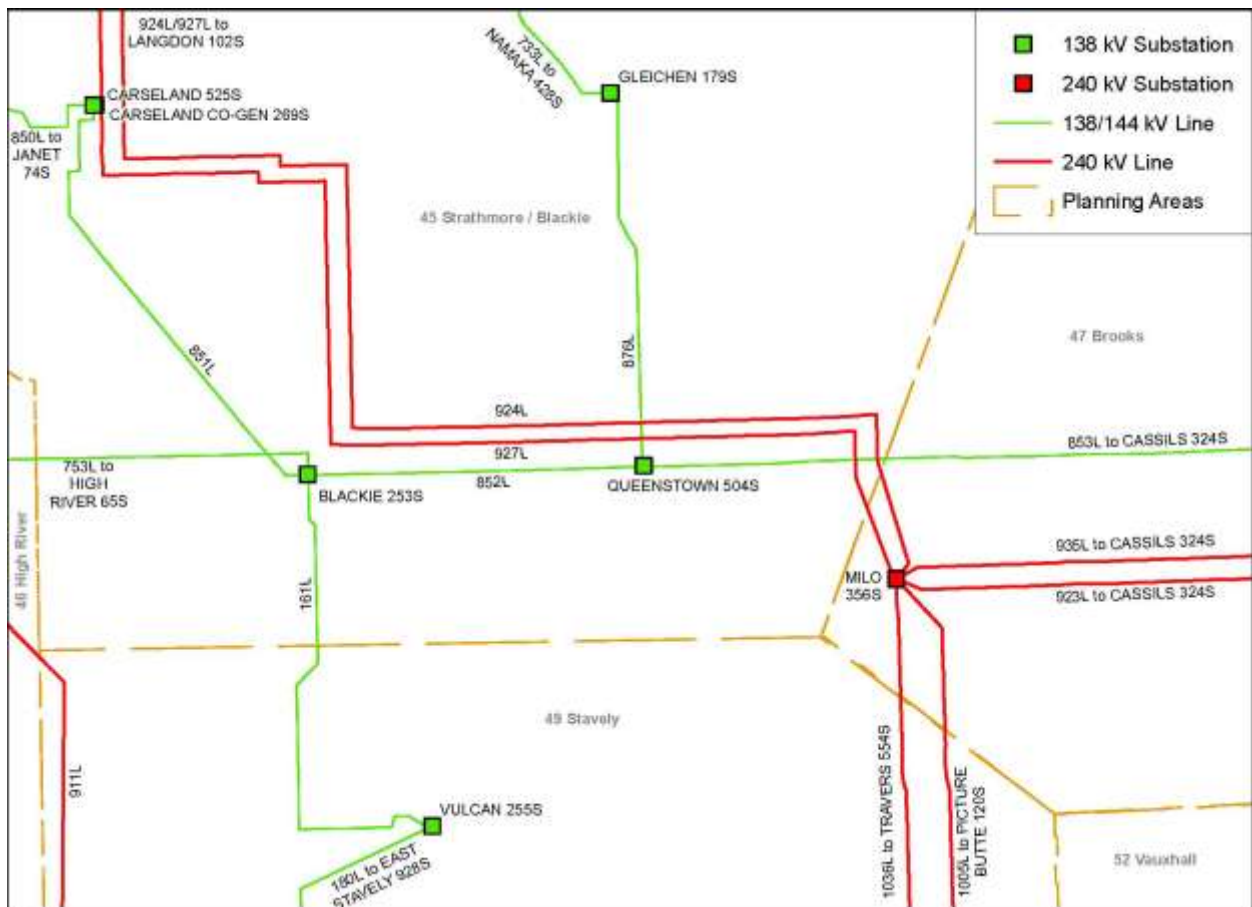 924L/927L to
LANGDON 102S
733L to
NAMAKA 428S
GLEICHEN 179S
138 kV Substation
240 kV Substation
138/144 kV Line
240 kV Line
Planning Areas
CARSELAND 525S
CARSELAND CO-GEN 269S
850L to
JANET
74S
45 Strathmore / Blackie
47 Brooks
851L
876L
924L
927L
853L to CASSILS 324S
753L to
HIGH
RIVER 65S
BLACKIE 253S
852L
QUEENSTOWN 504S
46 High River
161L
MILO
356S
935L to CASSILS 324S
923L to CASSILS 324S
49 Stavely
911L
VULCAN 255S
180L to EAST
STAVELY 928S
1036L to TRAVERS 554S
1005L to PICTURE
BUTTE 120S
52 Vauxhall